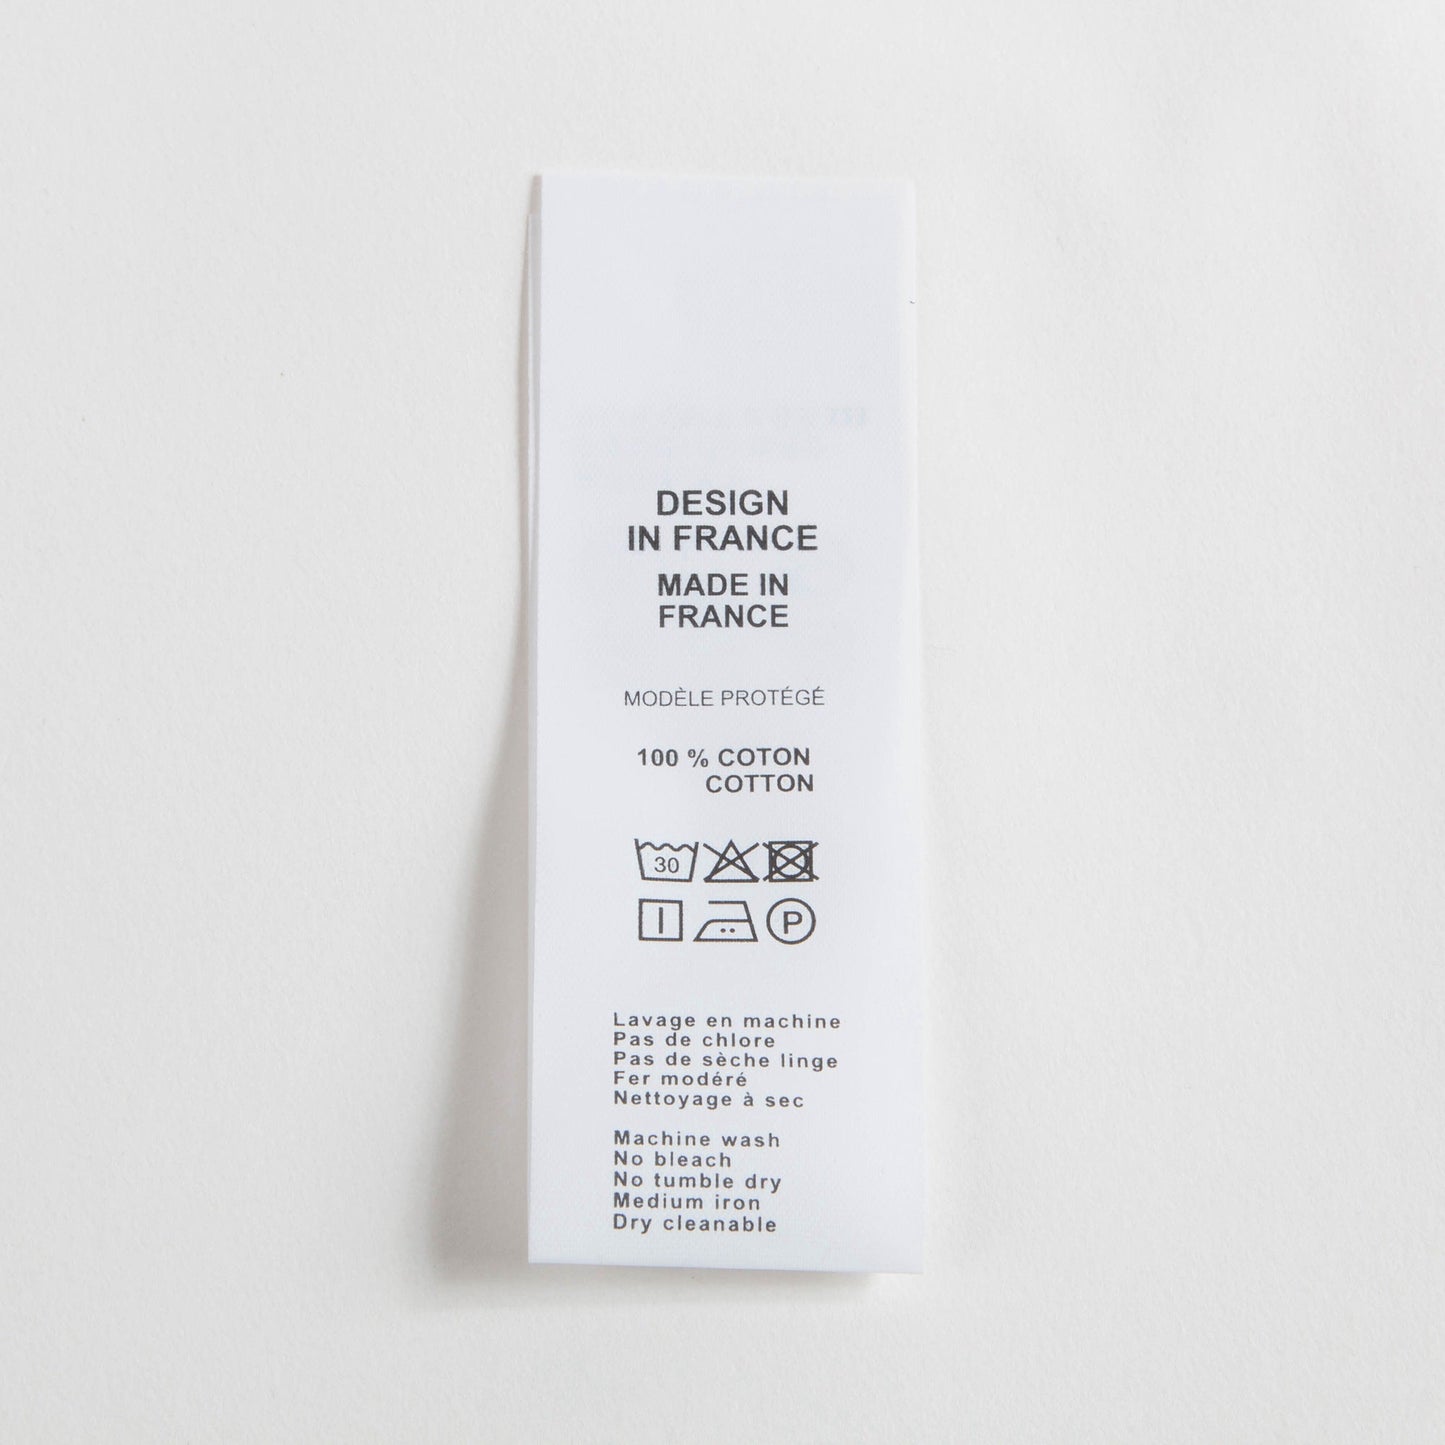 DESIGN
IN FRANCE
MADE IN
FRANCE
MODÈLE PROTÉGÉ
100 % COTON
COTTON
30
I P
Lavage en machine
Pas de chlore
Pas de sèche linge
Fer modéré
Nettoyage à sec
Machine wash
No bleach
No tumble dry
Medium iron
Dry cleanable